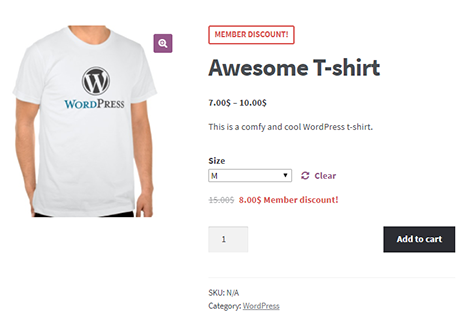 MEMBER DISCOUNT!
Awesome T-shirt
WORDPRESS
7.00$ – 10.00$
This is a comfy and cool WordPress t-shirt.
Size
M Clear
15.00$ 8.00$ Member discount!
1 Add to cart
SKU: N/A
Category: WordPress